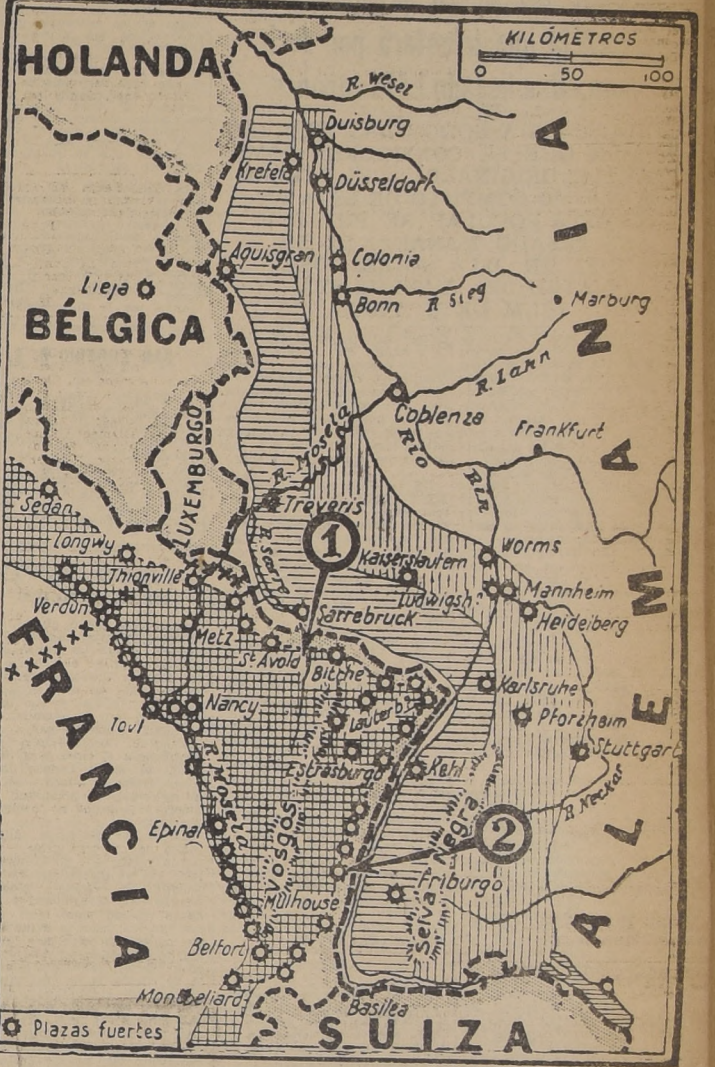 HOLANDA
KILÓMETROS
0 50 100
R. Wesel
Duisburg
Krefeld
Düsseldorf
Aquisgran
Colonia
Lieja
Bonn
R. Sieg
Marburg
BÉLGICA
R. Lahn
Coblenza
LUXEMBURGO
R. Mosela
RIO
RIN
Frankfurt
Sedan
Treveris
Longwy
R. Sarre
1
Worms
Kaiserslautern
Thionville
Ludwigsh.
Mannheim
Verdun
Sarrebruck
Heidelberg
Metz
St Avold
Bitche
FRANCIA
Karlsruhe
Nancy
Lauterb.
Toul
Pforzheim
Estrasburgo
Kehl
Stuttgart
R. Mosela
R Neckar
Epinal
Vosgos
2
Selva Negra
Friburgo
Mulhouse
Belfort
Montbeliard
Basilea
ALEMANIA
Plazas fuertes
SUIZA